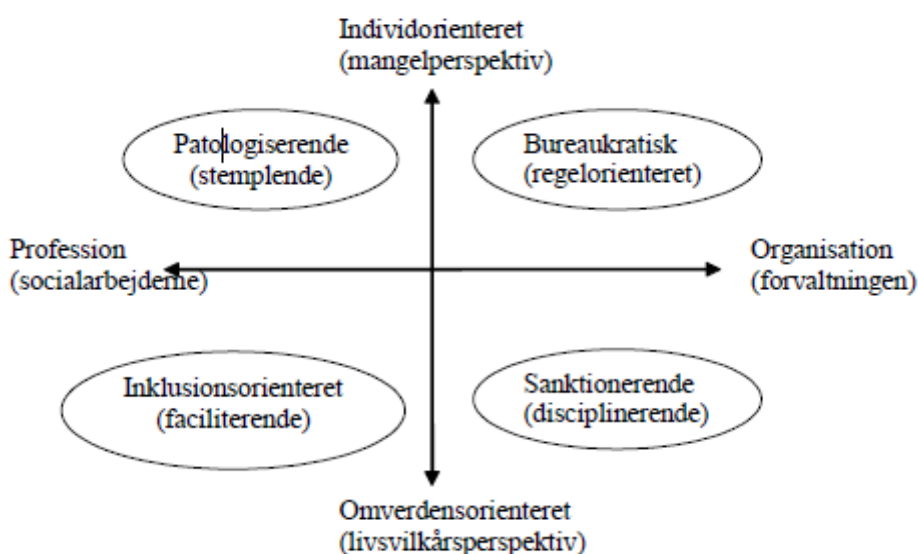 Individorienteret
(mangelperspektiv)
Patologiserende
(stemplende)
Bureaukratisk
(regelorienteret)
Profession
(socialarbejderne)
Organisation
(forvaltningen)
Inklusionsorienteret
(faciliterende)
Sanktionerende
(disciplinerende)
Omverdensorienteret
(livsvilkårsperspektiv)